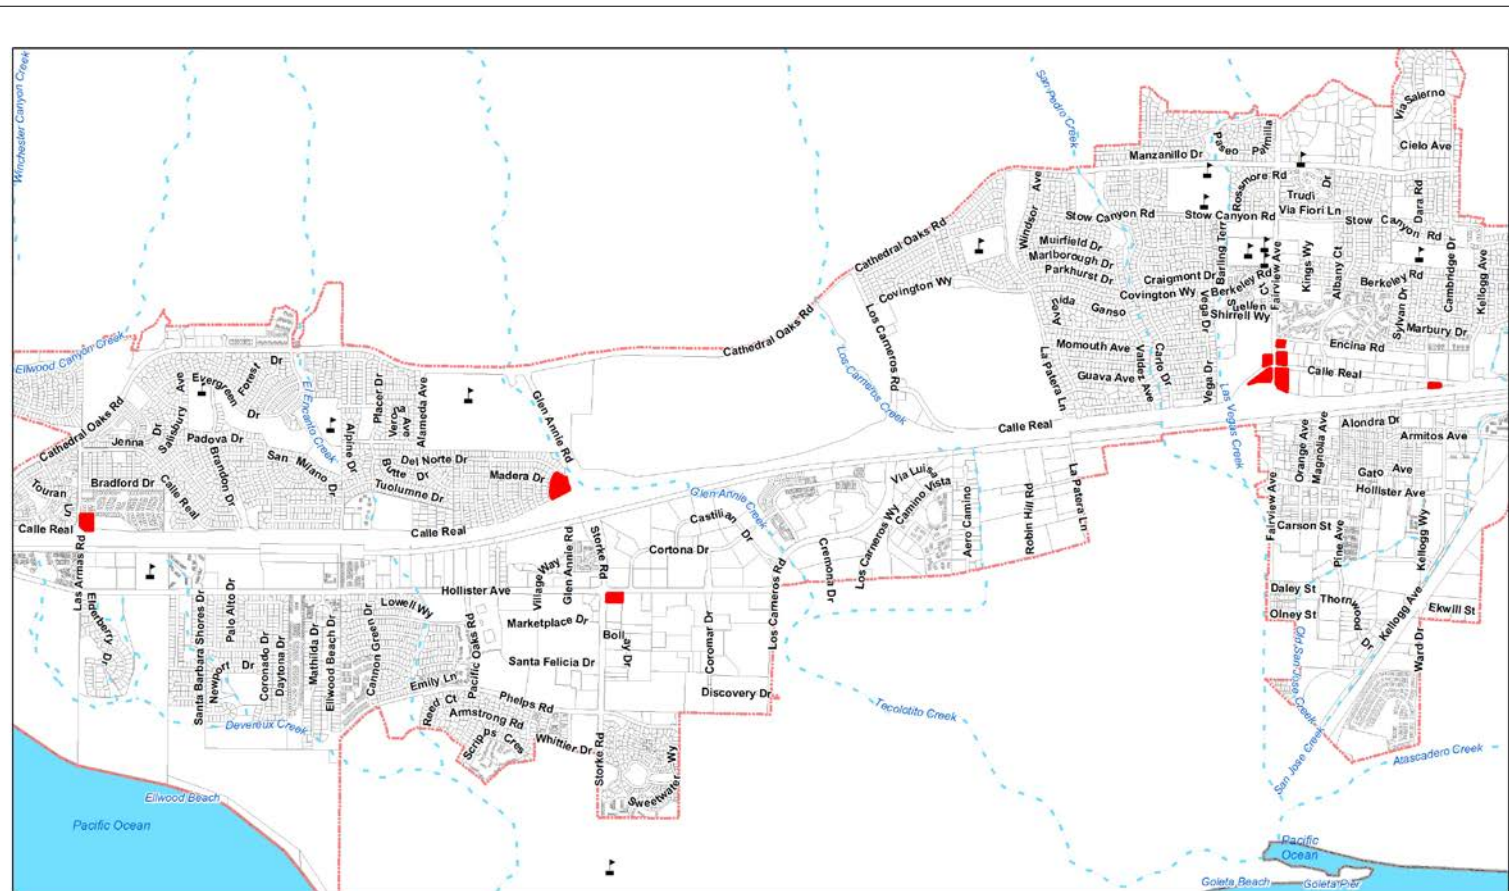 Winchester Canyon Creek
San Pedro Creek
Via Salerno
Cielo Ave
Paseo Palmilla
Manzanillo Dr
Rossmore Rd
Trudi Dr
Via Fiori Ln
Dara Rd
Windsor Ave
Stow Canyon Rd
Stow Canyon Rd
Stow Canyon Rd
Cathedral Oaks Rd
Muirfield Dr
Marlborough Dr
Parkhurst Dr
Barling Terr
Fairview Ave
Kings Wy
Albany Ct
Berkeley Rd
Cambridge Dr
Kellogg Ave
Craigmont Dr
Covington Wy
Covington Wy
Berkeley Rd
Ganso
Vega Dr
Shirrell Wy
Sylvan Dr
Marbury Dr
Encina Rd
Cathedral Oaks Rd
Los Carneros Rd
Los Carneros Creek
Momouth Ave
Valdez Ave
Cario Dr
Guava Ave
La Patera Ln
Vega Dr
Las Vegas Creek
Calle Real
Ellwood Canyon Creek
Evergreen Dr
Forest Dr
El Encanto Creek
Placer Dr
Verona Ave
Alameda Ave
Glen Annie Rd
Cathedral Oaks Rd
Jenna Dr
Salisbury Ave
Padova Dr
Brandon Dr
San Milano Dr
Alpine Dr
Butte Dr
Del Norte Dr
Tuolumne Dr
Madera Dr
Calle Real
Alondra Dr
Armitos Ave
Orange Ave
Magnolia Ave
Gato Ave
Hollister Ave
Touran Ln
Bradford Dr
Calle Real
Calle Real
Calle Real
Glen Annie Creek
Via Luisa
Camino Vista
Los Carneros Wy
Aero Camino
Robin Hill Rd
La Patera Ln
Fairview Ave
Carson St
Pine Ave
Kellogg Wy
Castilian Dr
Cortona Dr
Cremona Dr
Storke Rd
Glen Annie Rd
Village Way
Hollister Ave
Las Armas Rd
Elderberry Dr
Santa Barbara Shores Dr
Palo Alto Dr
Newport Dr
Coronado Dr
Daytona Dr
Mathilda Dr
Ellwood Beach Dr
Cannon Green Dr
Lowell Wy
Pacific Oaks Rd
Marketplace Dr
Bollay Dr
Coromar Dr
Los Carneros Rd
Santa Felicia Dr
Discovery Dr
Daley St
Olney St
Thornwood Dr
Kellogg Ave
Ekwill St
Ward Dr
Old San Jose Creek
Emily Ln
Reed Ct
Phelps Rd
Armstrong Rd
Scripps Cres
Whittier Dr
Storke Rd
Sweetwater Wy
Devereux Creek
Tecolotito Creek
San Jose Creek
Atascadero Creek
Ellwood Beach
Pacific Ocean
Pacific
Ocean
Goleta Beach
Goleta Pier